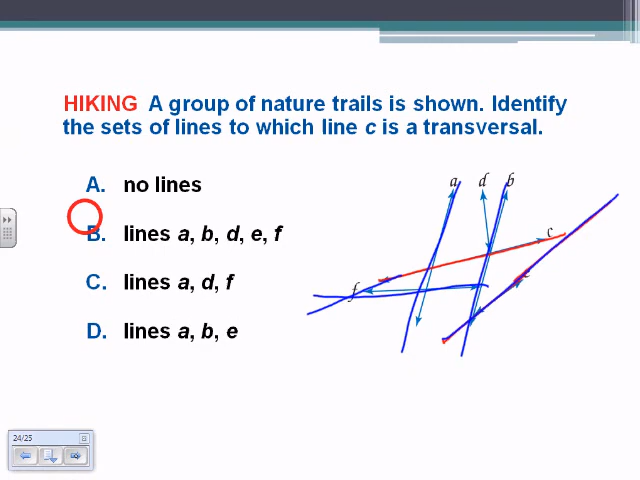 HIKING A group of nature trails is shown. Identify
the sets of lines to which line c is a transversal.
A. no lines
B. lines a, b, d, e, f
C. lines a, d, f
D. lines a, b, e
a d b
c
e
f
24/25